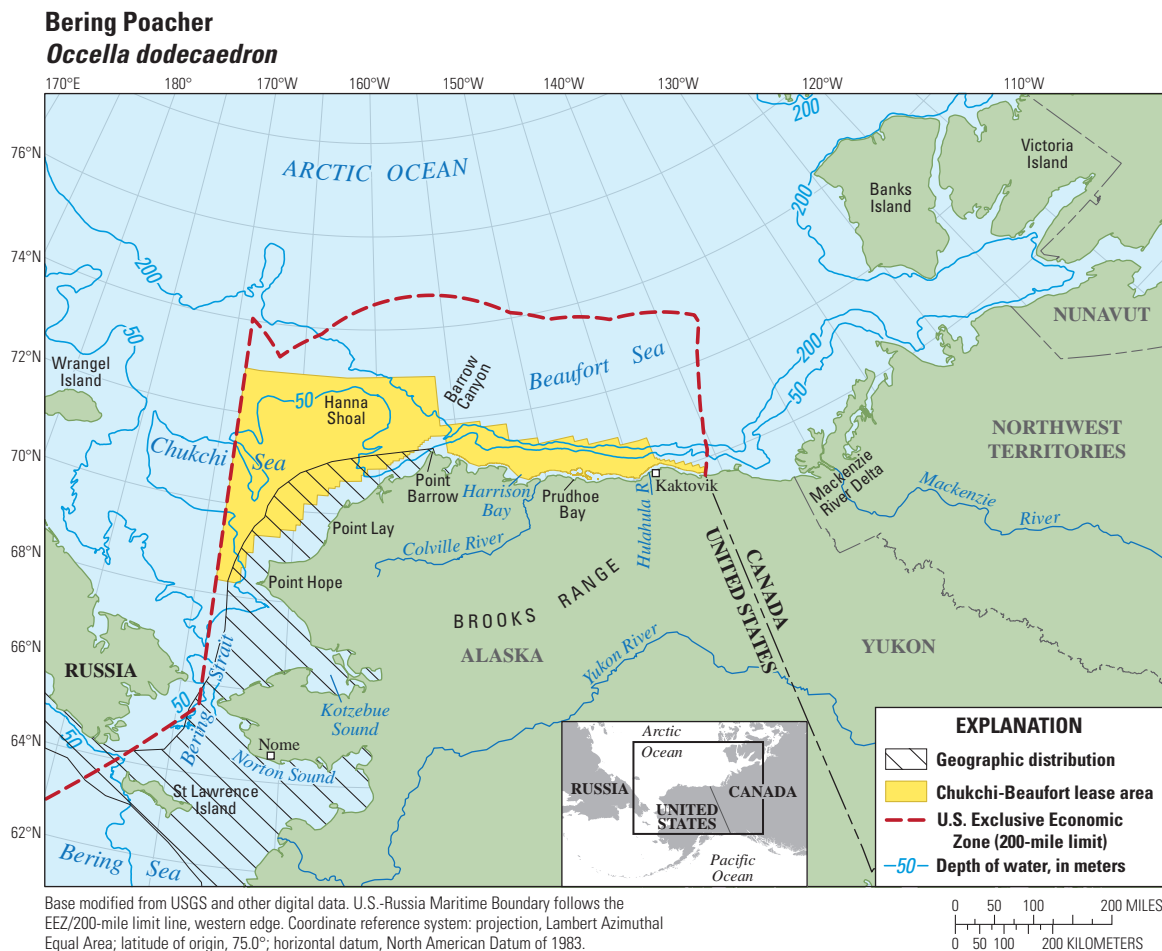 Bering Poacher
Occella dodecaedron
170°E 180° 170°W 160°W 150°W 140°W 130°W 120°W 110°W
76°N
74°N
72°N
70°N
68°N
66°N
64°N
62°N
ARCTIC OCEAN
200
200
200
200
50
50
50
50
50
Victoria
Island
Banks
Island
NUNAVUT
Wrangel
Island
Beaufort Sea
Barrow
Canyon
Hanna
Shoal
Chukchi Sea
NORTHWEST
TERRITORIES
Point
Barrow
Harrison
Bay
Prudhoe
Bay
Hulahula R
Kaktovik
Mackenzie
River Delta
Mackenzie River
Point Lay
Colville River
Point Hope
CANADA
UNITED STATES
BROOKS RANGE
ALASKA
YUKON
Yukon River
RUSSIA
Bering Strait
Kotzebue
Sound
Nome
Norton Sound
St Lawrence
Island
Bering Sea
Arctic
Ocean
RUSSIA
CANADA
UNITED
STATES
Pacific
Ocean
EXPLANATION
Geographic distribution
Chukchi-Beaufort lease area
U.S. Exclusive Economic
Zone (200-mile limit)
50 Depth of water, in meters
Base modified from USGS and other digital data. U.S.-Russia Maritime Boundary follows the
EEZ/200-mile limit line, western edge. Coordinate reference system: projection, Lambert Azimuthal
Equal Area; latitude of origin, 75.0°; horizontal datum, North American Datum of 1983.
0 50 100 200 MILES
0 50 100 200 KILOMETERS